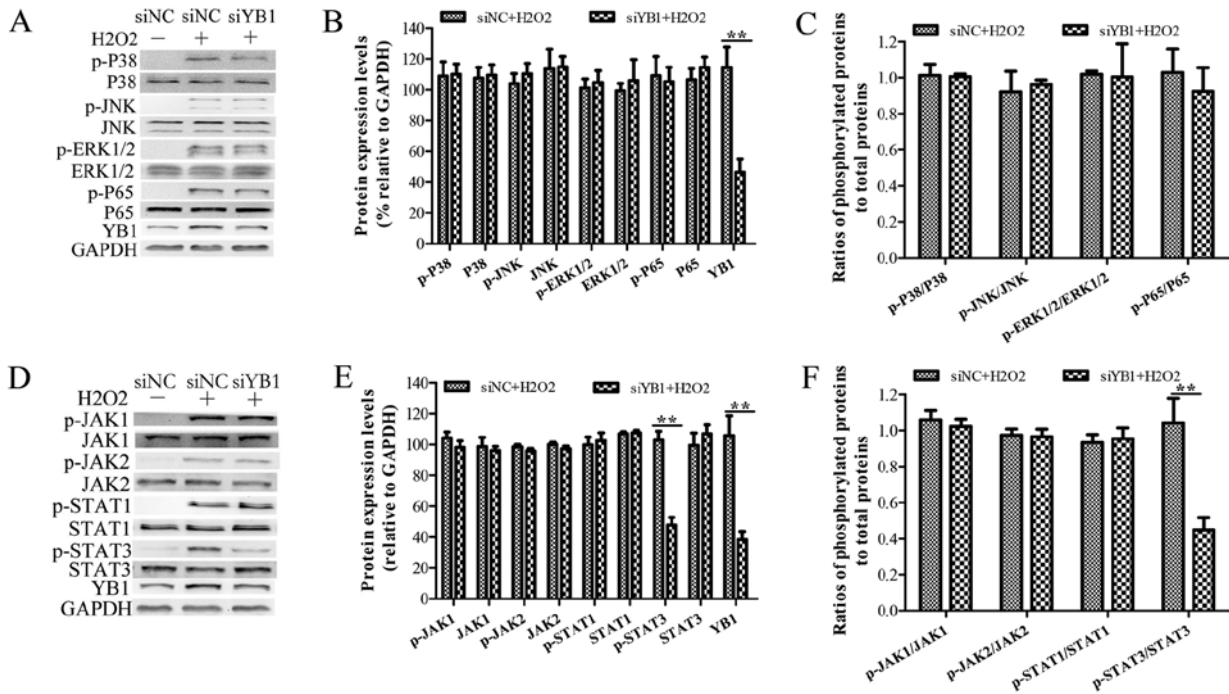 A
siNC siNC siYB1
H2O2 − + +
p-P38
P38
p-JNK
JNK
p-ERK1/2
ERK1/2
p-P65
P65
YB1
GAPDH
B
siNC+H2O2 siYB1+H2O2
**
Protein expression levels
(% relative to GAPDH)
140
120
100
80
60
40
20
0
p-P38 P38 p-JNK JNK p-ERK1/2 ERK1/2 p-P65 P65 YB1
C
siNC+H2O2 siYB1+H2O2
Ratios of phosphorylated proteins
to total proteins
1.2
1.0
0.8
0.6
0.4
0.2
0.0
p-P38/P38 p-JNK/JNK p-ERK1/2/ERK1/2 p-P65/P65
D
siNC siNC siYB1
H2O2 − + +
p-JAK1
JAK1
p-JAK2
JAK2
p-STAT1
STAT1
p-STAT3
STAT3
YB1
GAPDH
E
siNC+H2O2 siYB1+H2O2
** **
Protein expression levels
(relative to GAPDH)
140
120
100
80
60
40
20
0
p-JAK1 JAK1 p-JAK2 JAK2 p-STAT1 STAT1 p-STAT3 STAT3 YB1
F
siNC+H2O2 siYB1+H2O2
**
Ratios of phosphorylated proteins
to total proteins
1.2
1.0
0.8
0.6
0.4
0.2
0.0
p-JAK1/JAK1 p-JAK2/JAK2 p-STAT1/STAT1 p-STAT3/STAT3